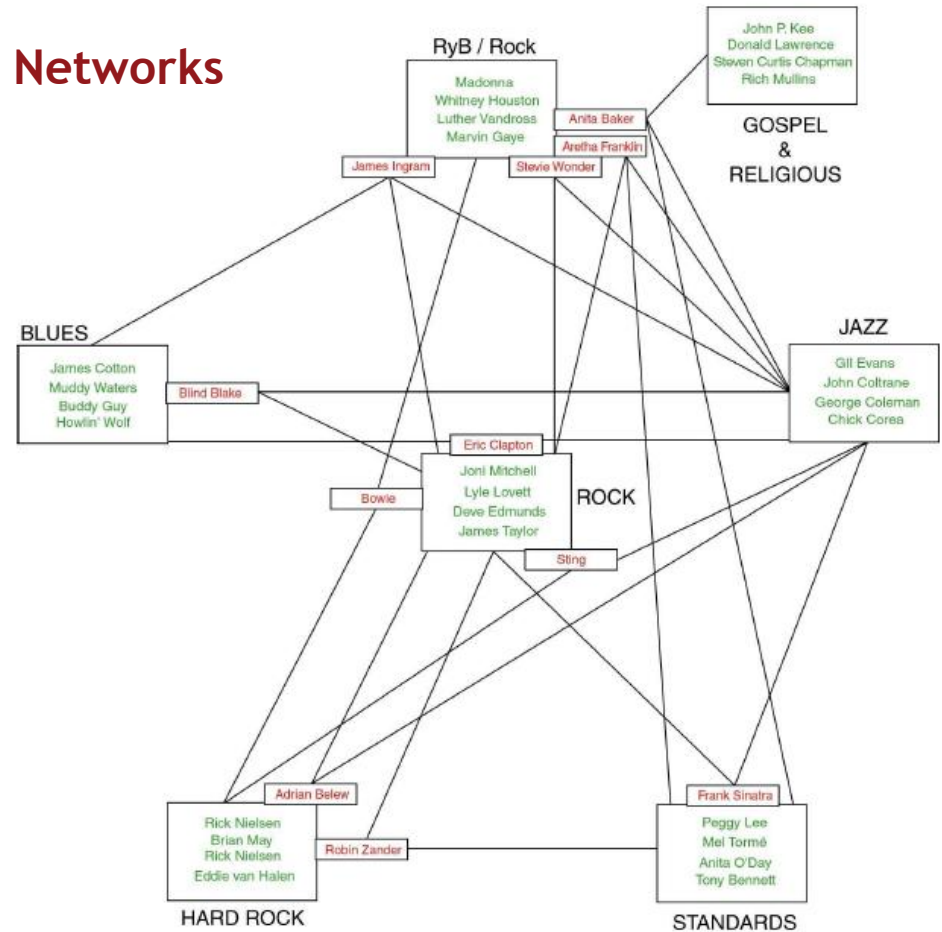 Networks
RyB / Rock
Madonna
Whitney Houston
Luther Vandross
Marvin Gaye
Anita Baker
Aretha Franklin
James Ingram
Stevie Wonder
John P. Kee
Donald Lawrence
Steven Curtis Chapman
Rich Mullins
GOSPEL
&
RELIGIOUS
BLUES
James Cotton
Muddy Waters
Buddy Guy
Howlin' Wolf
Blind Blake
JAZZ
Gil Evans
John Coltrane
George Coleman
Chick Corea
Eric Clapton
Joni Mitchell
Lyle Lovett
Deve Edmunds
James Taylor
ROCK
Bowie
Sting
Adrian Belew
Rick Nielsen
Brian May
Rick Nielsen
Eddie van Halen
Robin Zander
HARD ROCK
Frank Sinatra
Peggy Lee
Mel Tormé
Anita O'Day
Tony Bennett
STANDARDS